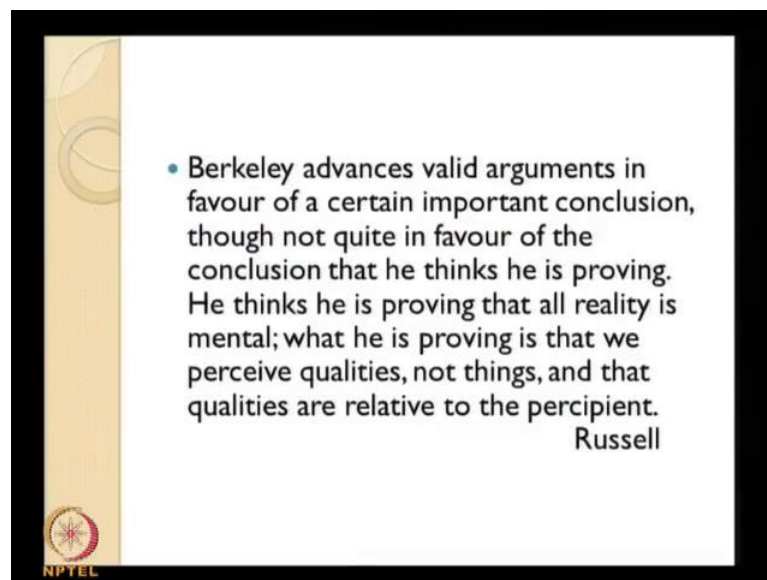 • Berkeley advances valid arguments in
favour of a certain important conclusion,
though not quite in favour of the
conclusion that he thinks he is proving.
He thinks he is proving that all reality is
mental; what he is proving is that we
perceive qualities, not things, and that
qualities are relative to the percipient.
Russell
NPTEL